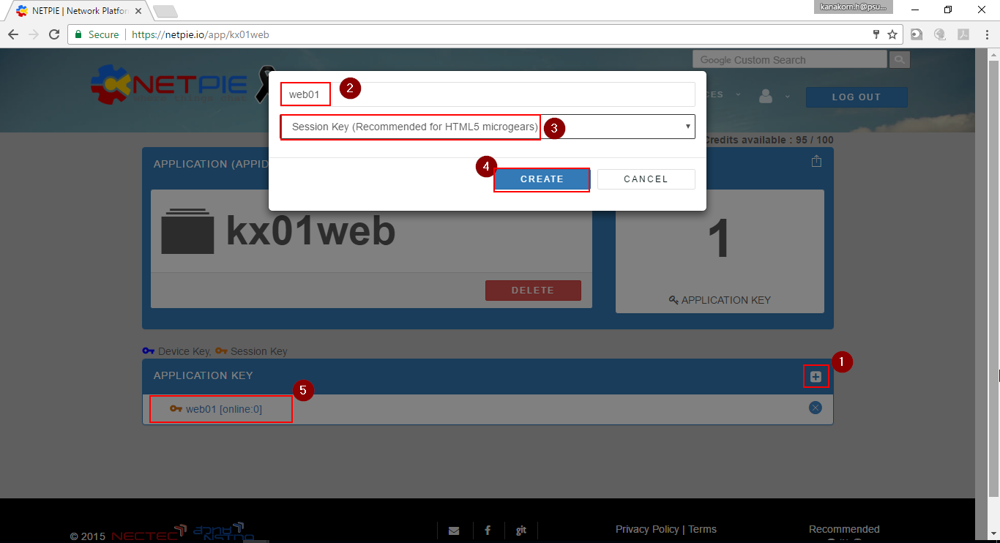 NETPIE | Network Platfor
kanakorn.h@psu...
Secure
https://netpie.io/app/kx01web
Google Custom Search
NETPIE
CES
LOG OUT
web01
2
Session Key (Recommended for HTML5 microgears)
3
Credits available : 95 / 100
4
CREATE
CANCEL
APPLICATION (APPID
kx01web
1
DELETE
APPLICATION KEY
Device Key, Session Key
1
APPLICATION KEY
5
web01 [online:0]
© 2015 NECTEC
NSTDA
f
git
Privacy Policy | Terms
Recommended